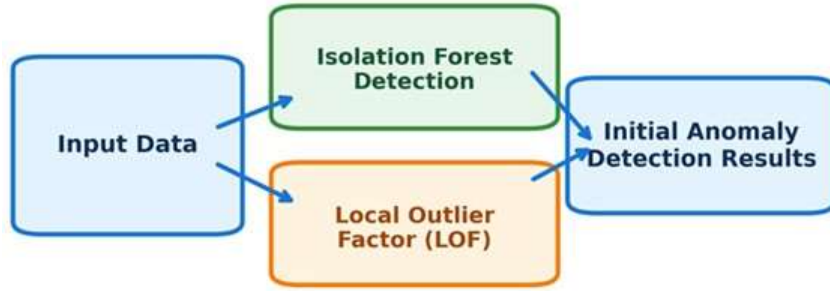 Input Data
Isolation Forest
Detection
Local Outlier
Factor (LOF)
Initial Anomaly
Detection Results